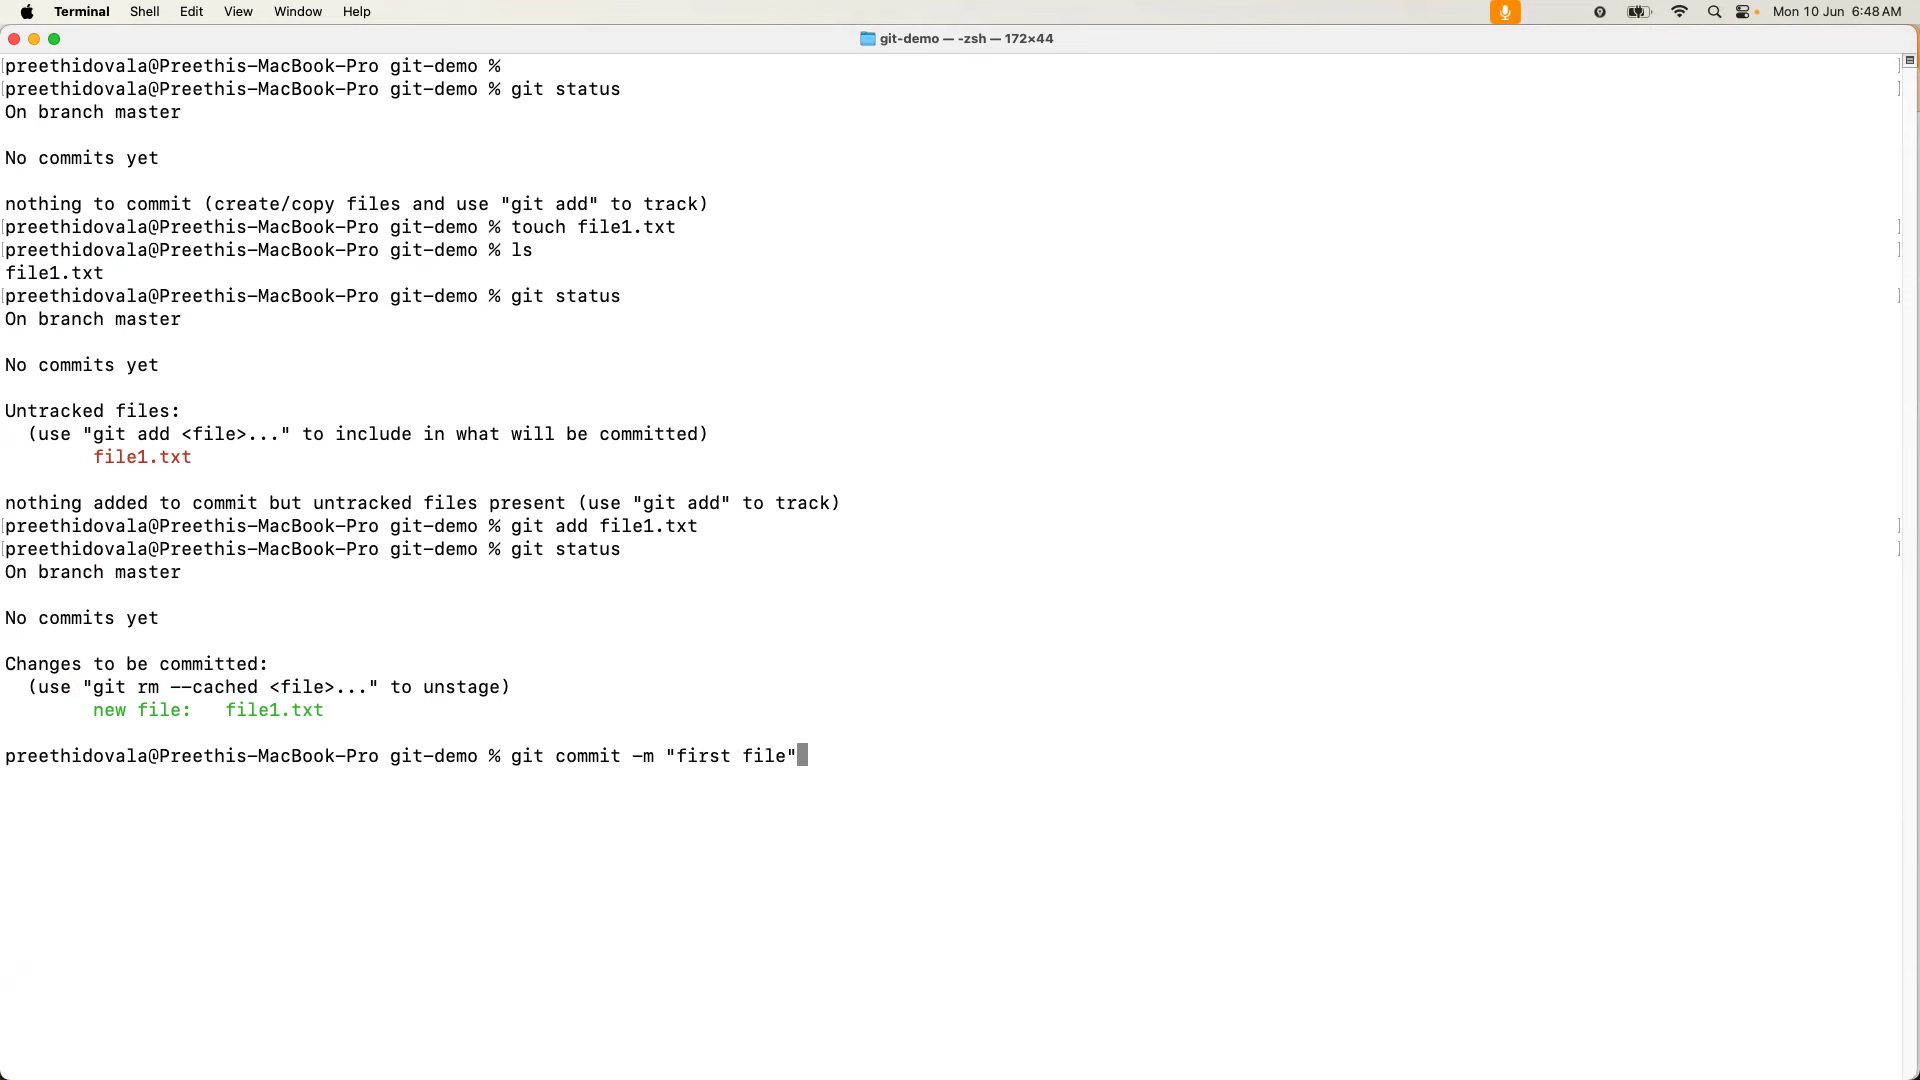 Terminal Shell Edit View Window Help Mon 10 Jun 6:48 AM
git-demo — -zsh — 172×44
preethidovala@Preethis-MacBook-Pro git-demo %
preethidovala@Preethis-MacBook-Pro git-demo % git status
On branch master
No commits yet
nothing to commit (create/copy files and use "git add" to track)
preethidovala@Preethis-MacBook-Pro git-demo % touch file1.txt
preethidovala@Preethis-MacBook-Pro git-demo % ls
file1.txt
preethidovala@Preethis-MacBook-Pro git-demo % git status
On branch master
No commits yet
Untracked files:
  (use "git add <file>..." to include in what will be committed)
        file1.txt
nothing added to commit but untracked files present (use "git add" to track)
preethidovala@Preethis-MacBook-Pro git-demo % git add file1.txt
preethidovala@Preethis-MacBook-Pro git-demo % git status
On branch master
No commits yet
Changes to be committed:
  (use "git rm --cached <file>..." to unstage)
        new file:   file1.txt
preethidovala@Preethis-MacBook-Pro git-demo % git commit -m "first file"